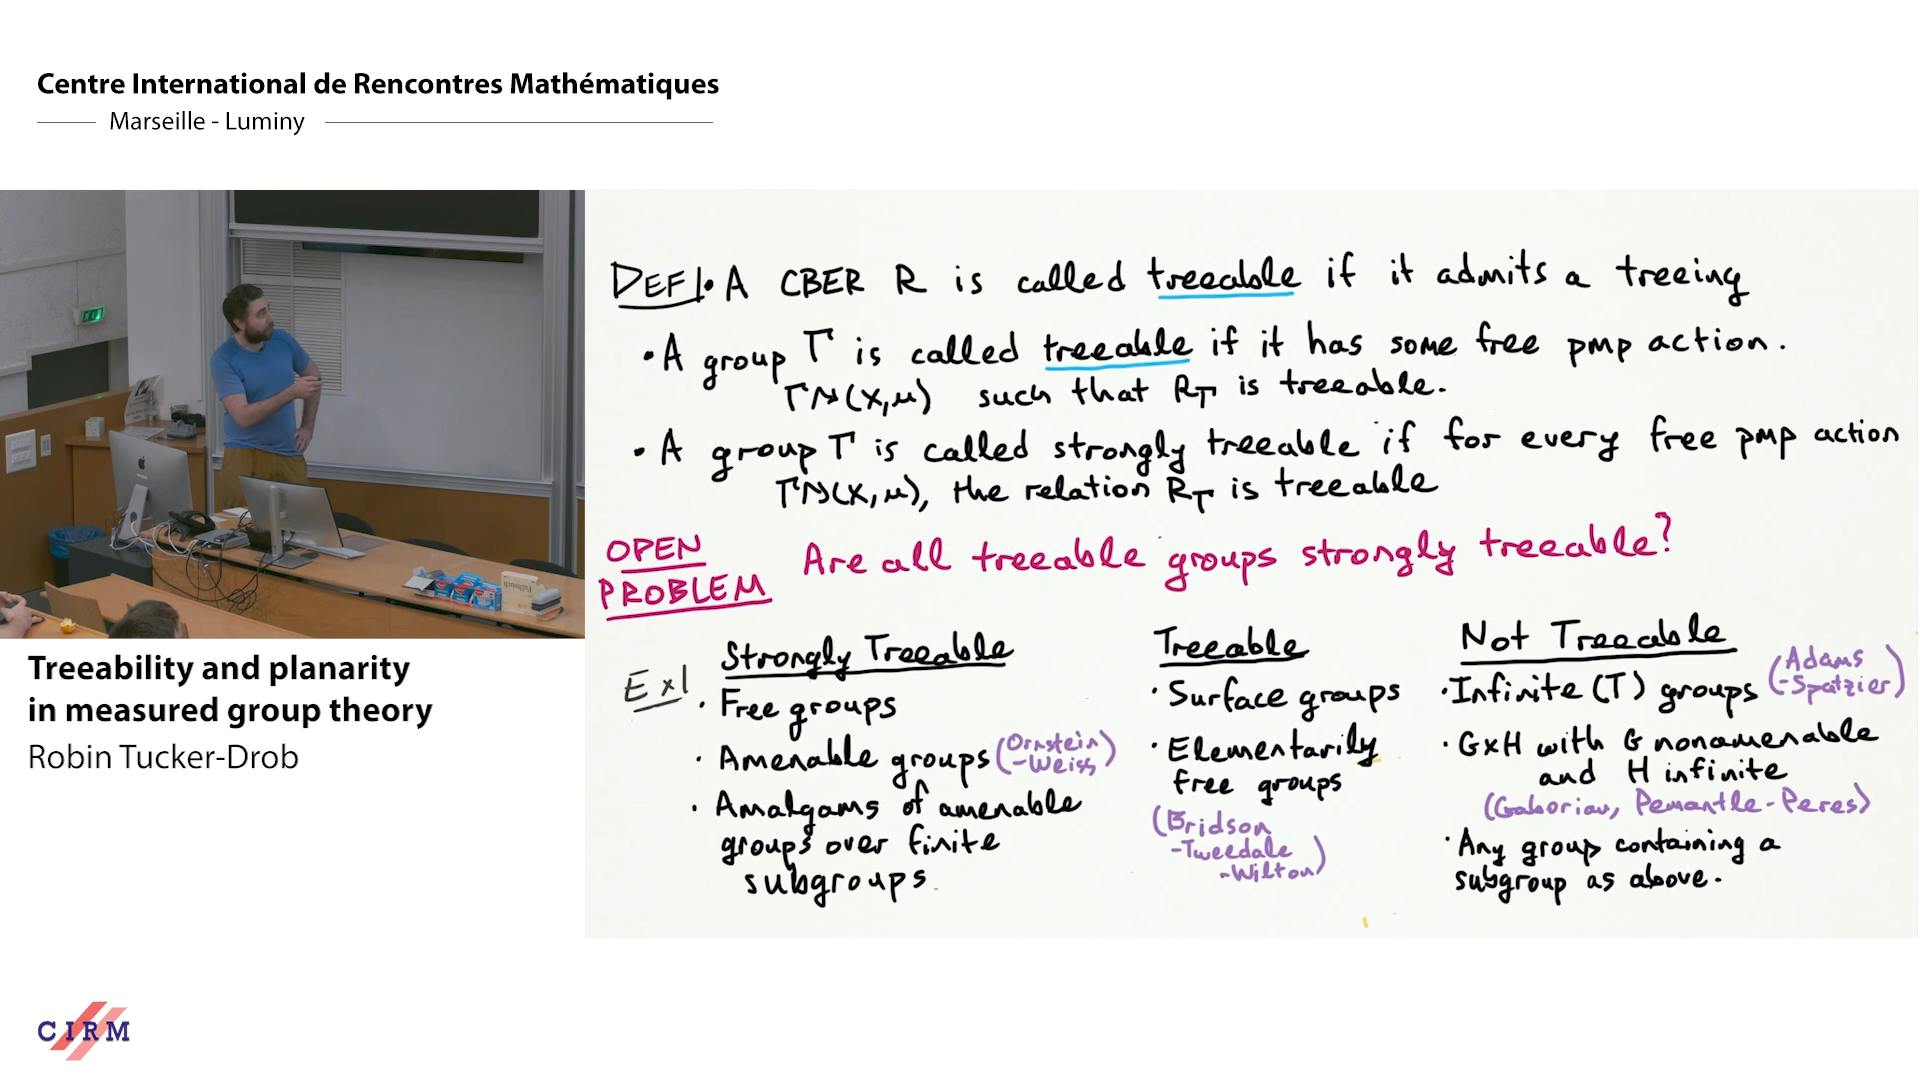 Centre International de Rencontres Mathématiques
Marseille - Luminy
DEF| • A CBER R is called treeable if it admits a treeing
• A group Γ is called treeable if it has some free pmp action.
Γ↷(X,μ) such that R_Γ is treeable.
• A group Γ is called strongly treeable if for every free pmp action
Γ↷(X,μ), the relation R_Γ is treeable
OPEN PROBLEM Are all treeable groups strongly treeable?
Ex|
Strongly Treeable
• Free groups
• Amenable groups (Ornstein
-Weiss)
• Amalgams of amenable
groups over finite
subgroups.
Treeable
• Surface groups
• Elementarily
free groups
(Bridson
-Tweedale
-Wilton)
Not Treeable
• Infinite (T) groups (Adams
-Spatzier)
• G×H with G nonamenable
and H infinite
(Gaboriau, Pemantle-Peres)
• Any group containing a
subgroup as above.
Treeability and planarity
in measured group theory
Robin Tucker-Drob
CIRM